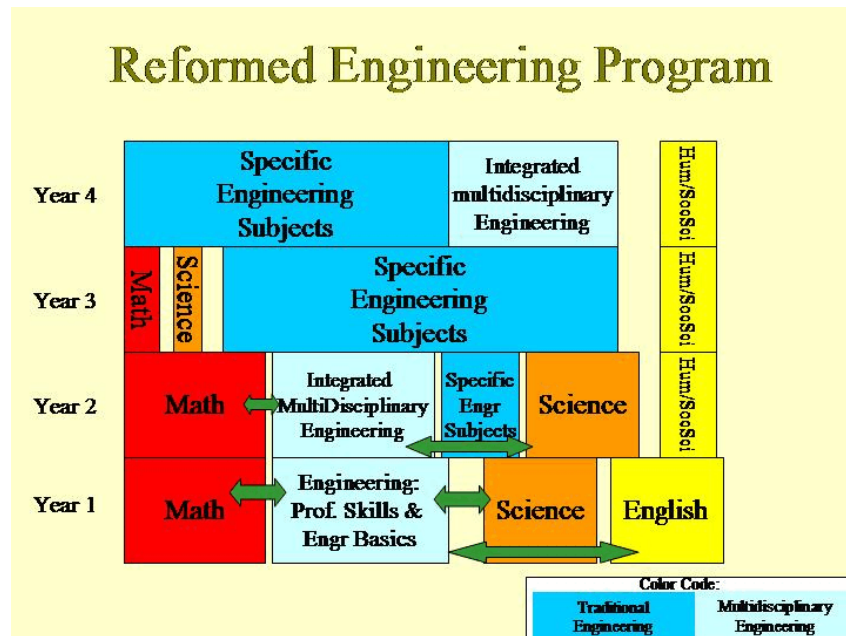 Reformed Engineering Program
Year 4
Specific
Engineering
Subjects
Integrated
multidisciplinary
Engineering
Hum/SocSci
Year 3
Math
Science
Specific
Engineering
Subjects
Hum/SocSci
Year 2
Math
Integrated
MultiDisciplinary
Engineering
Specific
Engr
Subjects
Science
Hum/SocSci
Year 1
Math
Engineering:
Prof. Skills &
Engr Basics
Science
English
Color Code:
Traditional
Engineering
Multidisciplinary
Engineering